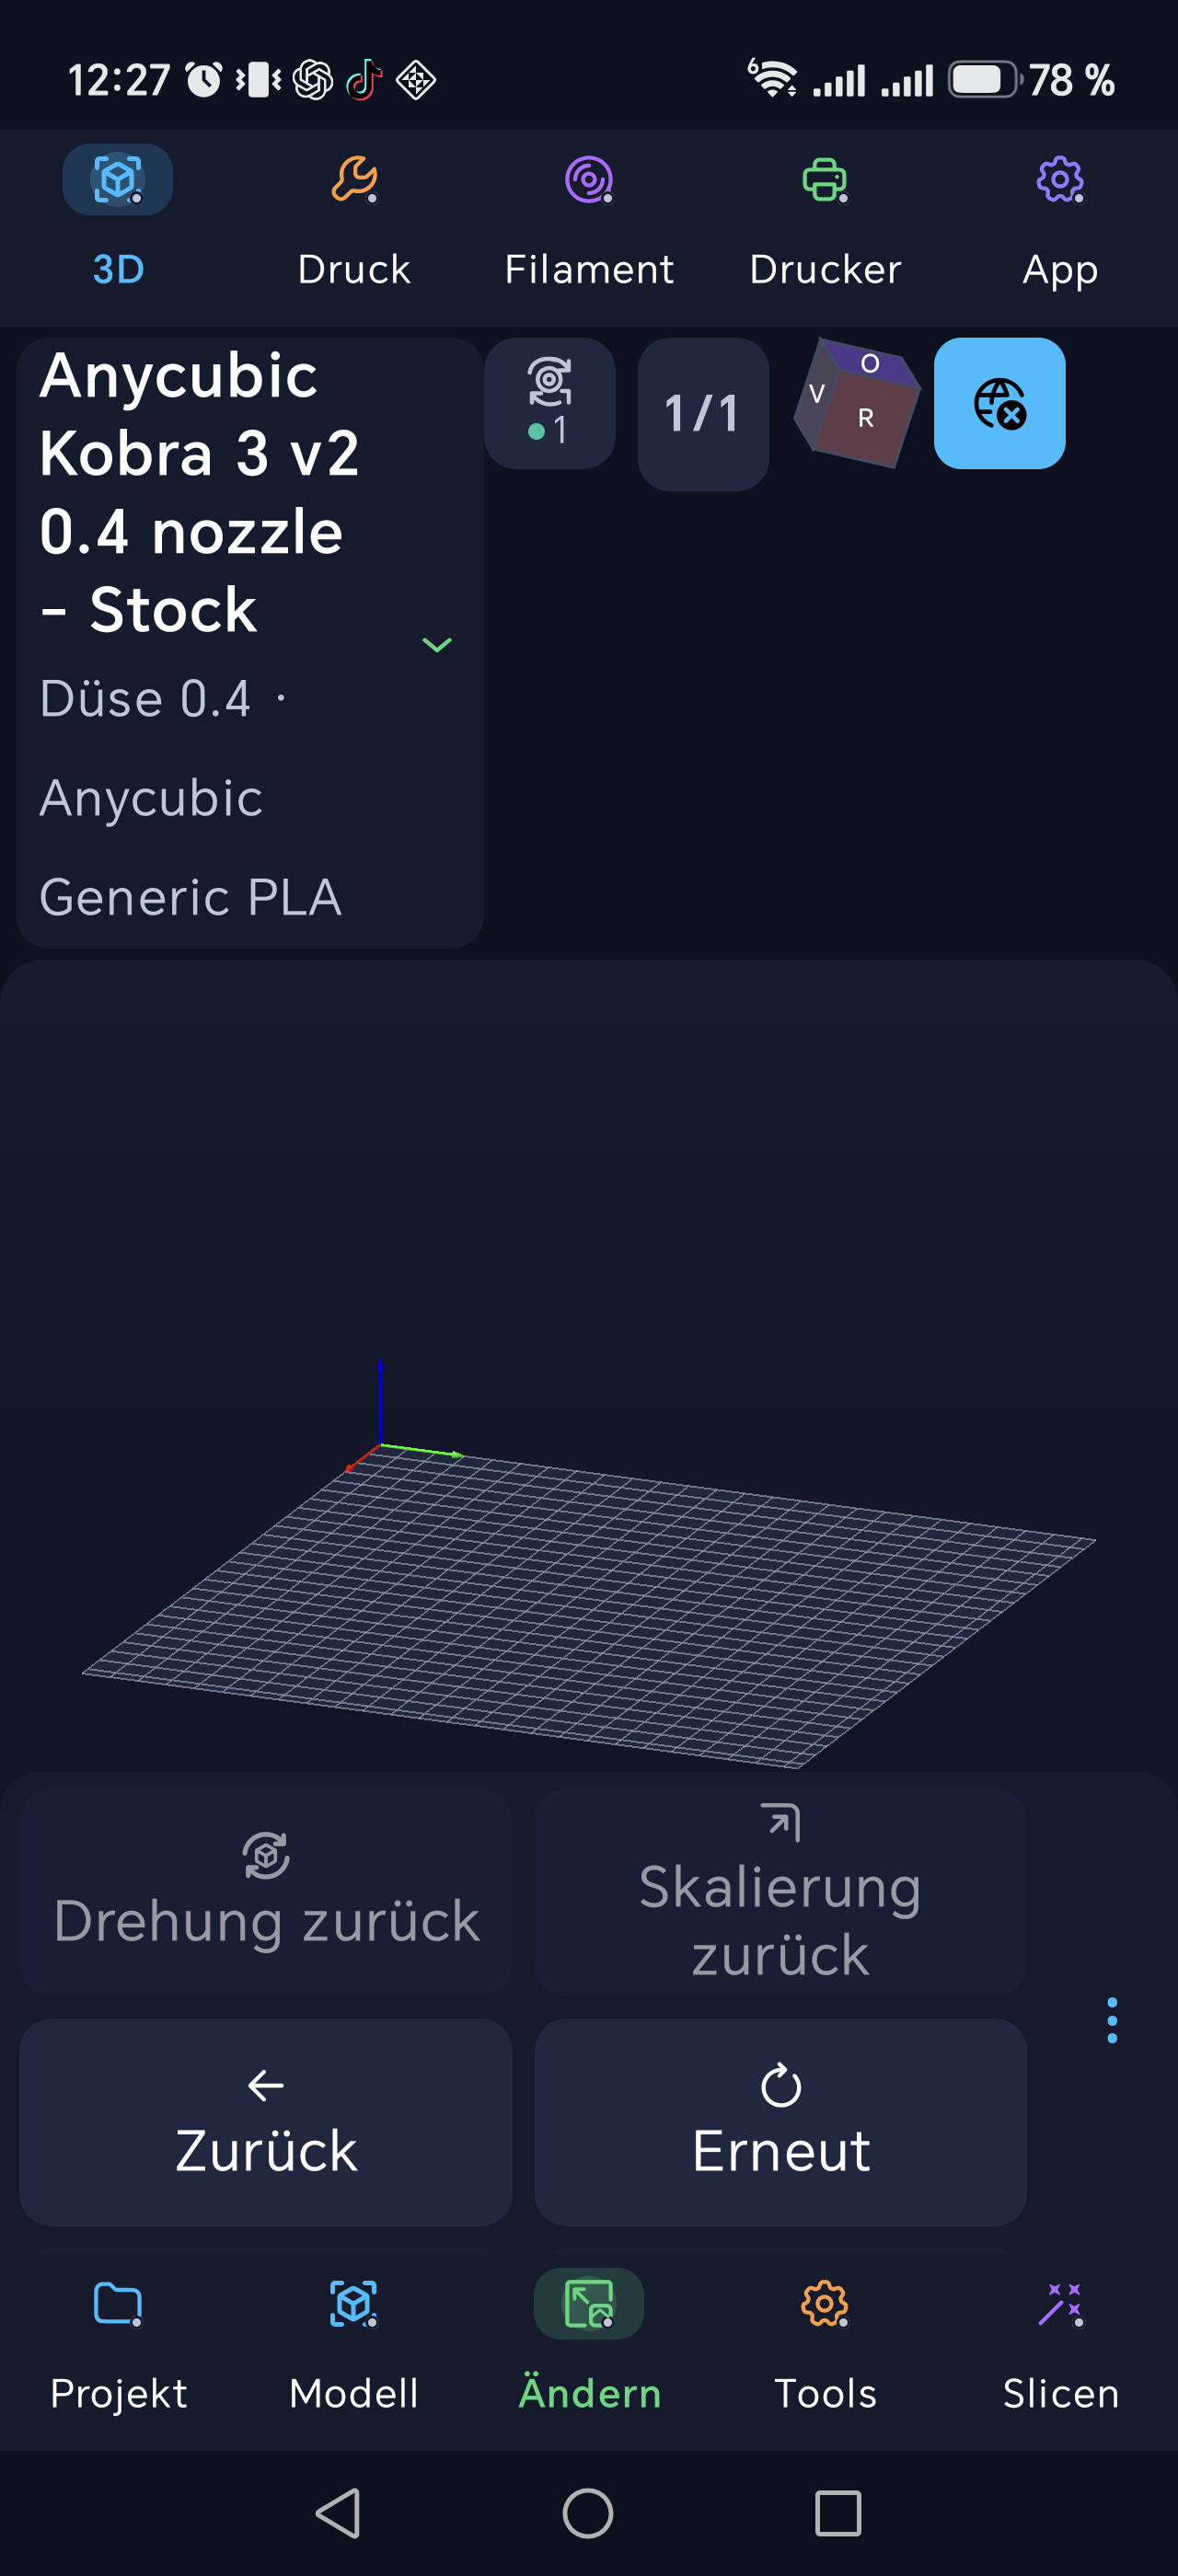 12:27
6
78 %
3D
Druck
Filament
Drucker
App
Anycubic
Kobra 3 v2
0.4 nozzle
- Stock
Düse 0.4 ·
Anycubic
Generic PLA
1
1/1
O
V
R
Drehung zurück
Skalierung
zurück
Zurück
Erneut
Projekt
Modell
Ändern
Tools
Slicen